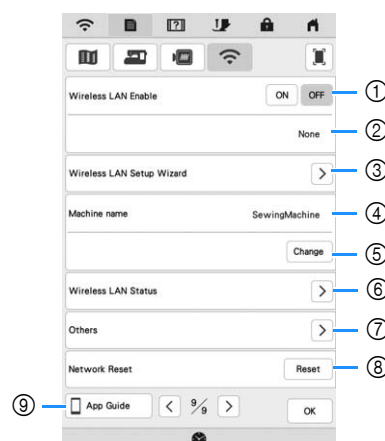 Wireless LAN Enable ON OFF ①
None ②
Wireless LAN Setup Wizard > ③
Machine name SewingMachine ④
Change ⑤
Wireless LAN Status > ⑥
Others > ⑦
Network Reset Reset ⑧
⑨ App Guide < 9/9 > OK